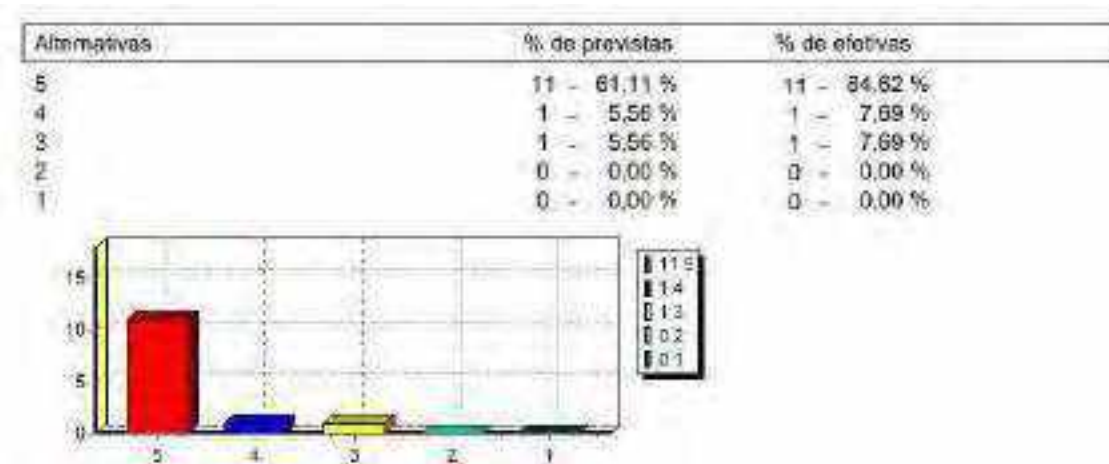 Alternativas % de previstas % de efetivas
5 11 - 61,11 % 11 - 84,62 %
4 1 - 5,56 % 1 - 7,69 %
3 1 - 5,56 % 1 - 7,69 %
2 0 - 0,00 % 0 - 0,00 %
1 0 - 0,00 % 0 - 0,00 %
15
10
5
0
5 4 3 2 1
11 5
1 4
1 3
0 2
0 1